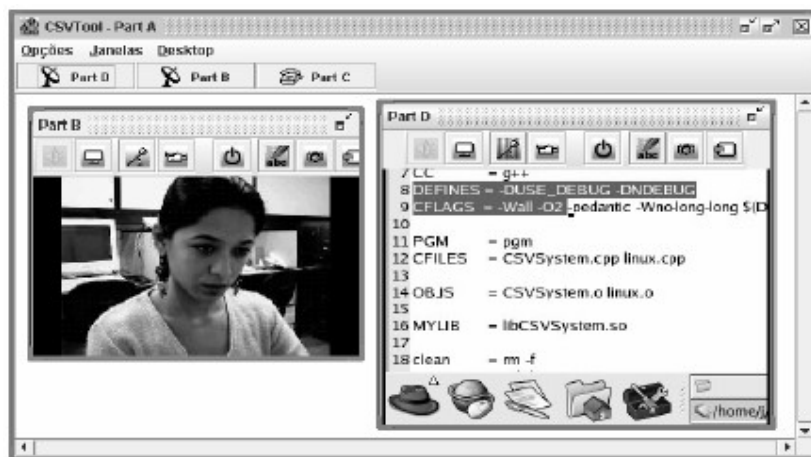 CSVTool - Part A
Opções Janelas Desktop
Part D Part B Part C
Part B
Part D
abc
abc
7 CC = g++
8 DEFINES = -DUSE_DEBUG -DNDEBUG
9 CFLAGS = -Wall -O2 -pedantic -Wno-long-long $(D
10
11 PGM = pgm
12 CFILES = CSVSystem.cpp linux.cpp
13
14 OBJS = CSVSystem.o linux.o
15
16 MYLIB = libCSVSystem.so
17
18 clean = rm -f
/home/j